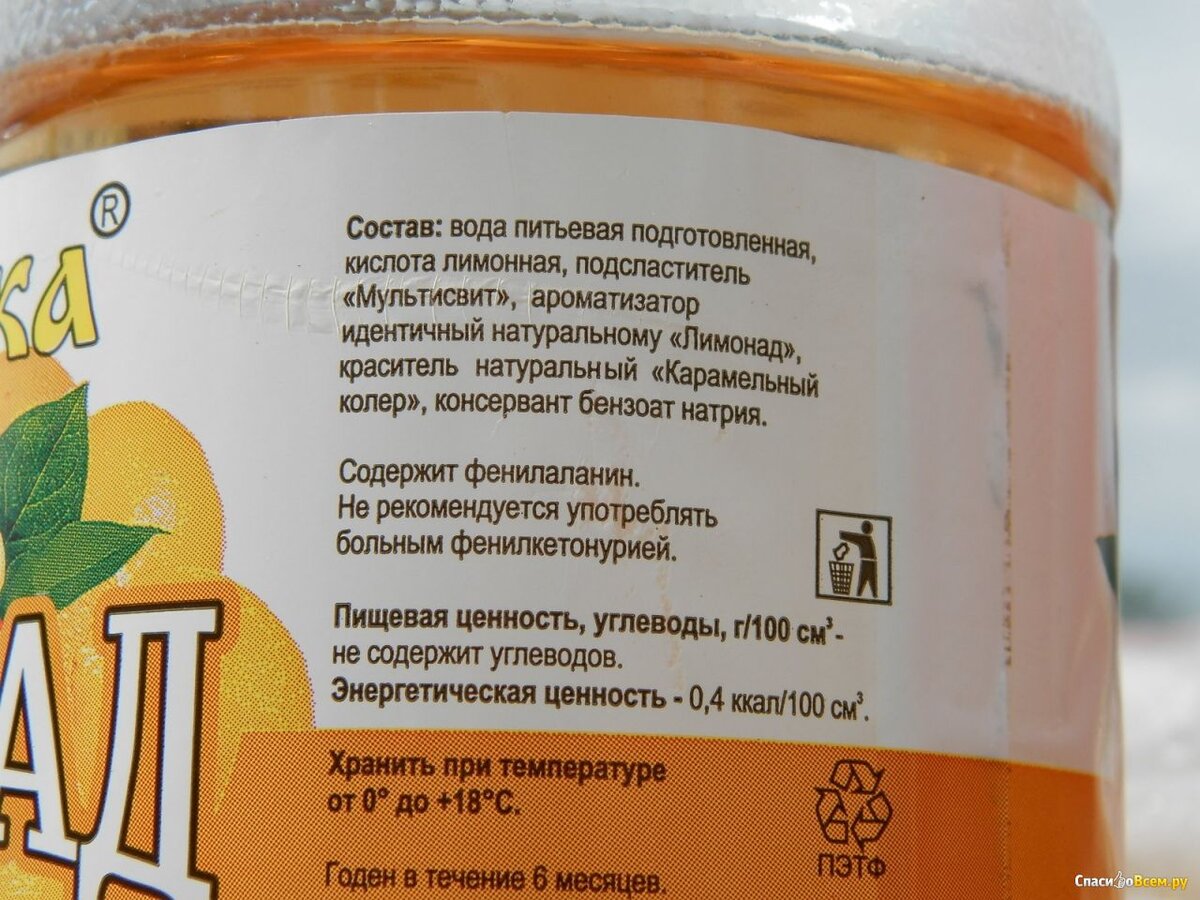 ®
ка
Состав: вода питьевая подготовленная,
кислота лимонная, подсластитель
«Мультисвит», ароматизатор
идентичный натуральному «Лимонад»,
краситель натуральный «Карамельный
колер», консервант бензоат натрия.
Содержит фенилаланин.
Не рекомендуется употреблять
больным фенилкетонурией.
Пищевая ценность, углеводы, г/100 см³-
не содержит углеводов.
Энергетическая ценность - 0,4 ккал/100 см³.
АД
Хранить при температуре
от 0° до +18°С.
ПЭТФ
Годен в течение 6 месяцев.
СпасибоВсем.ру